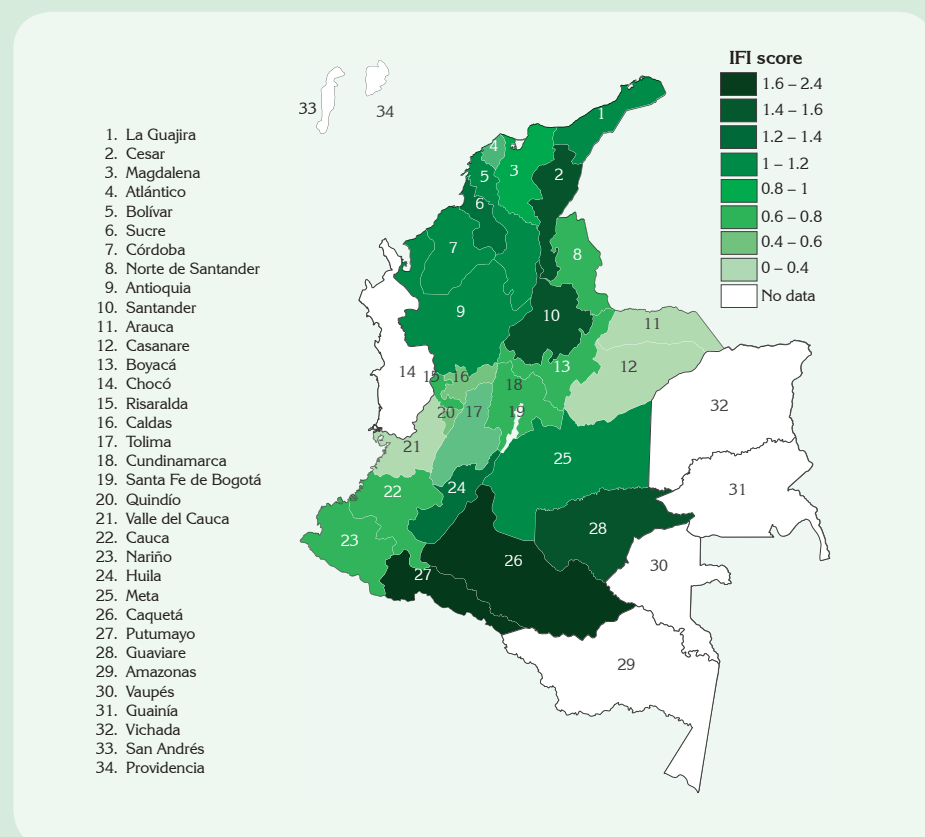 IFI score
1.6 – 2.4
1.4 – 1.6
1.2 – 1.4
1 – 1.2
0.8 – 1
0.6 – 0.8
0.4 – 0.6
0 – 0.4
No data
1. La Guajira
2. Cesar
3. Magdalena
4. Atlántico
5. Bolívar
6. Sucre
7. Córdoba
8. Norte de Santander
9. Antioquia
10. Santander
11. Arauca
12. Casanare
13. Boyacá
14. Chocó
15. Risaralda
16. Caldas
17. Tolima
18. Cundinamarca
19. Santa Fe de Bogotá
20. Quindío
21. Valle del Cauca
22. Cauca
23. Nariño
24. Huila
25. Meta
26. Caquetá
27. Putumayo
28. Guaviare
29. Amazonas
30. Vaupés
31. Guainía
32. Vichada
33. San Andrés
34. Providencia
33
34
1
4
3
2
5
6
7
8
9
10
11
13
12
14
15
16
18
32
20
17
19
21
25
31
22
24
28
23
26
30
27
29